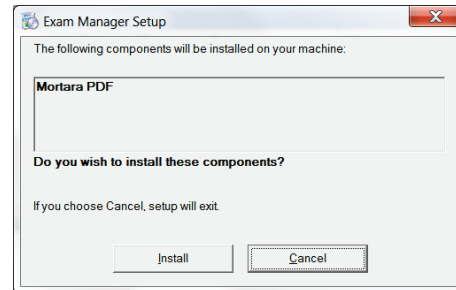 Exam Manager Setup
The following components will be installed on your machine:
Mortara PDF
Do you wish to install these components?
If you choose Cancel, setup will exit.
Install
Cancel